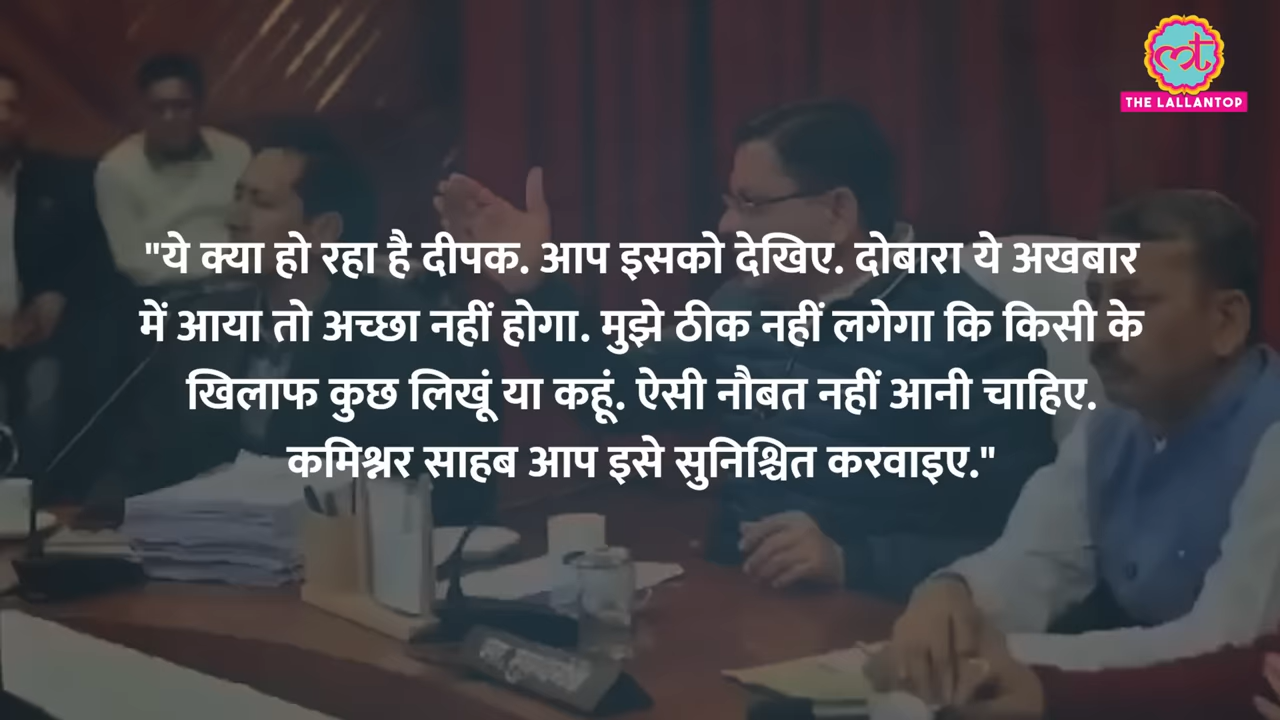 mt
THE LALLANTOP
"ये क्या हो रहा है दीपक. आप इसको देखिए. दोबारा ये अखबार
में आया तो अच्छा नहीं होगा. मुझे ठीक नहीं लगेगा कि किसी के
खिलाफ कुछ लिखूं या कहूं. ऐसी नौबत नहीं आनी चाहिए.
कमिश्नर साहब आप इसे सुनिश्चित करवाइए."